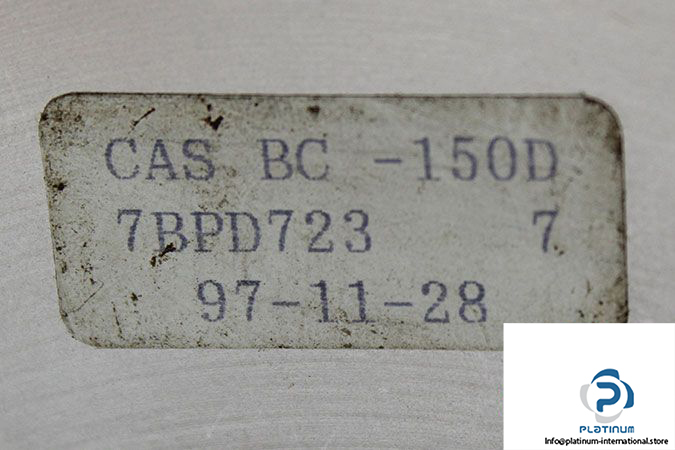 CAS BC -150D
7BPD723 7
97-11-28
PLATINUM
Info@platinum-international.store